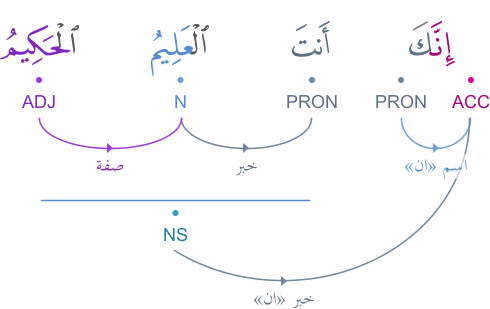 إِنَّكَ أَنتَ ٱلْعَلِيمُ ٱلْحَكِيمُ
ACC PRON PRON N ADJ
اسم «ان» خبر صفة
NS
خبر «ان»